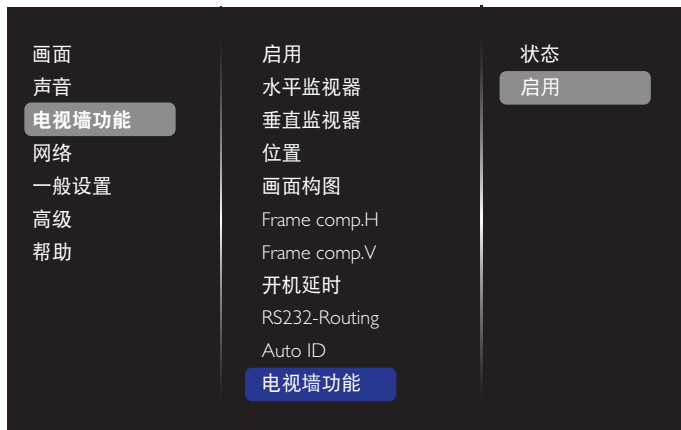 画面
声音
电视墙功能
网络
一般设置
高级
帮助
启用
水平监视器
垂直监视器
位置
画面构图
Frame comp.H
Frame comp.V
开机延时
RS232-Routing
Auto ID
电视墙功能
状态
启用